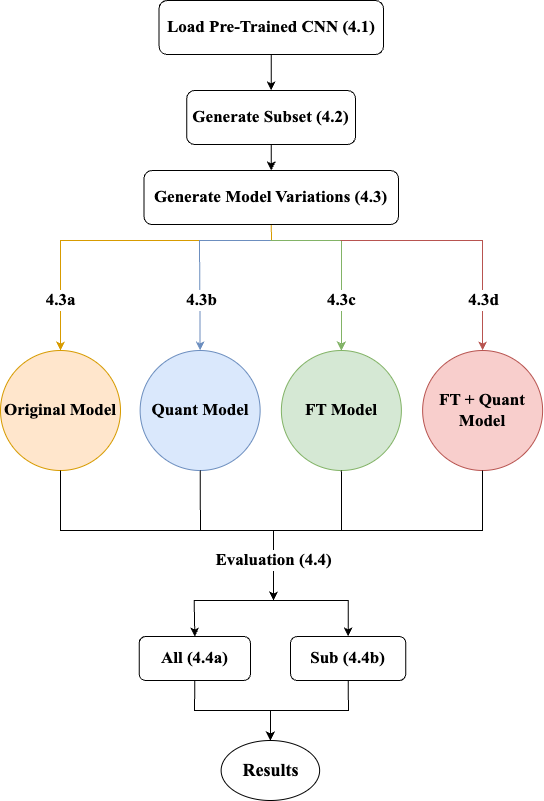 Load Pre-Trained CNN (4.1)
Generate Subset (4.2)
Generate Model Variations (4.3)
4.3a
4.3b
4.3c
4.3d
Original Model
Quant Model
FT Model
FT + Quant
Model
Evaluation (4.4)
All (4.4a)
Sub (4.4b)
Results